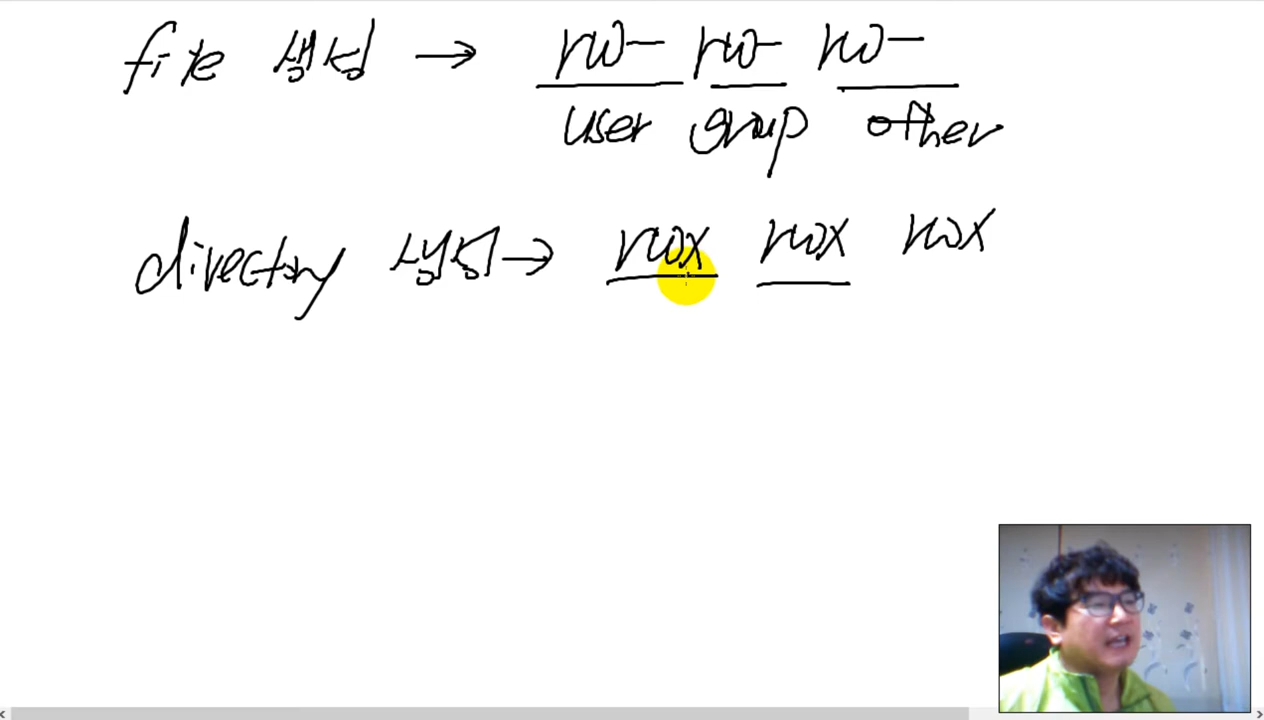 file 생성 → rw- rw- rw-
user group other
directory 생성 → rwx rwx rwx